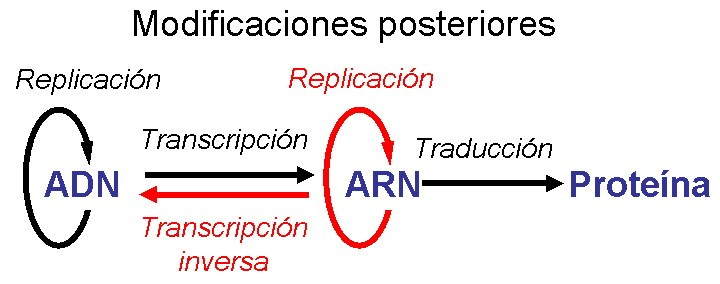 Modificaciones posteriores
Replicación
Replicación
Transcripción
Traducción
ADN
ARN
Proteína
Transcripción
inversa